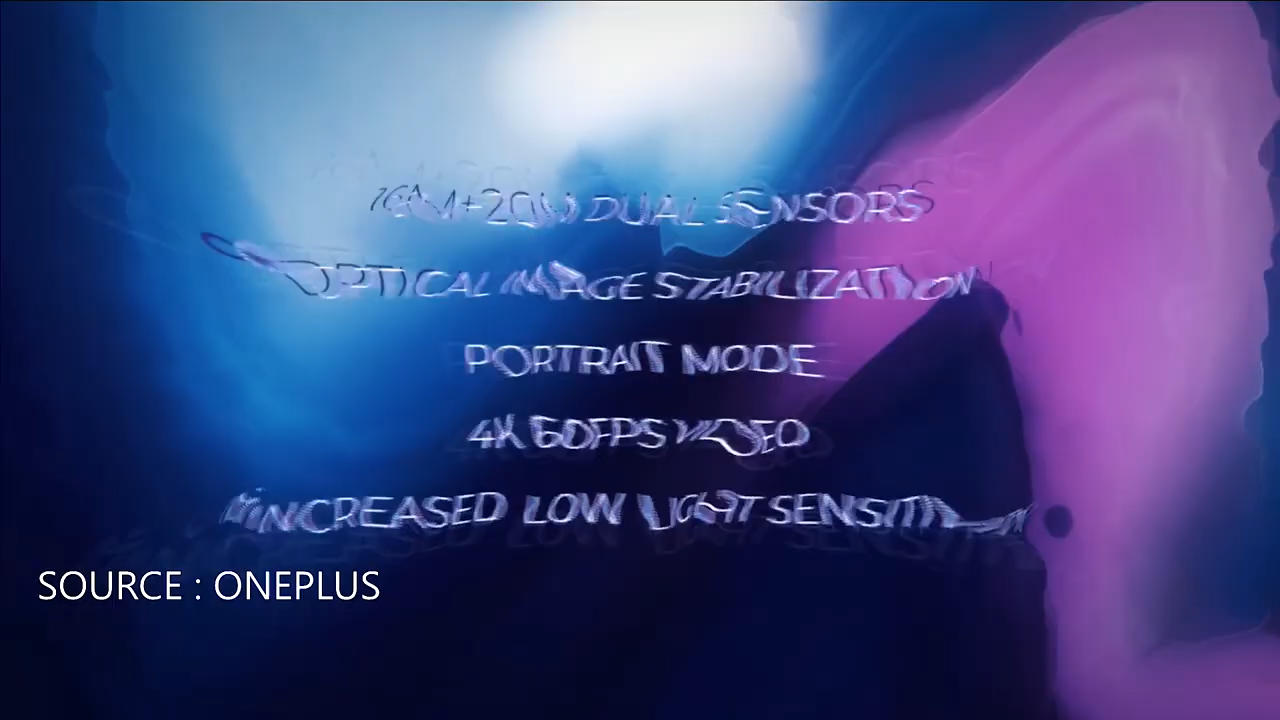 16M+20M DUAL SENSORS
OPTICAL IMAGE STABILIZATION
PORTRAIT MODE
4K 60FPS VIDEO
INCREASED LOW LIGHT SENSITIVITY
SOURCE : ONEPLUS